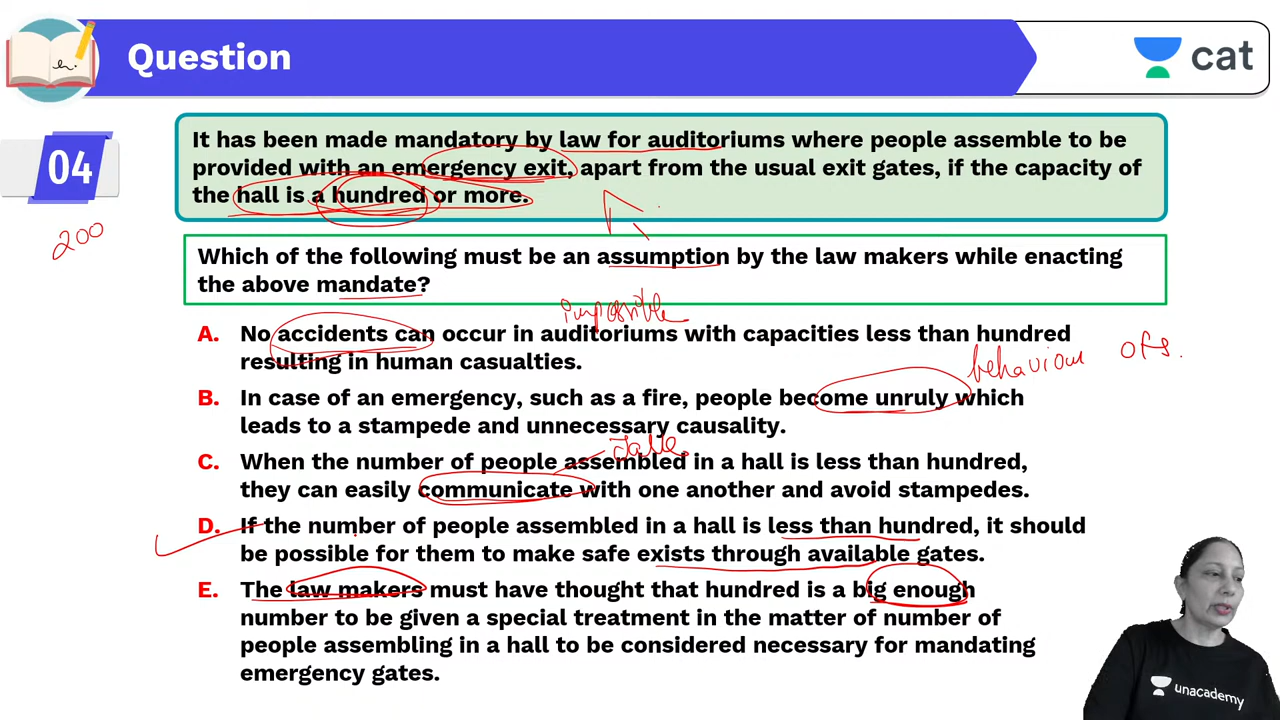 Question
cat
It has been made mandatory by law for auditoriums where people assemble to be
provided with an emergency exit, apart from the usual exit gates, if the capacity of
the hall is a hundred or more.
04
200
Which of the following must be an assumption by the law makers while enacting
the above mandate?
impossible
A. No accidents can occur in auditoriums with capacities less than hundred
resulting in human casualties.
behaviour ofs.
B. In case of an emergency, such as a fire, people become unruly which
leads to a stampede and unnecessary causality.
C. When the number of people assembled in a hall is less than hundred,
they can easily communicate with one another and avoid stampedes.
D. If the number of people assembled in a hall is less than hundred, it should
be possible for them to make safe exists through available gates.
E. The law makers must have thought that hundred is a big enough
number to be given a special treatment in the matter of number of
people assembling in a hall to be considered necessary for mandating
emergency gates.
unacademy